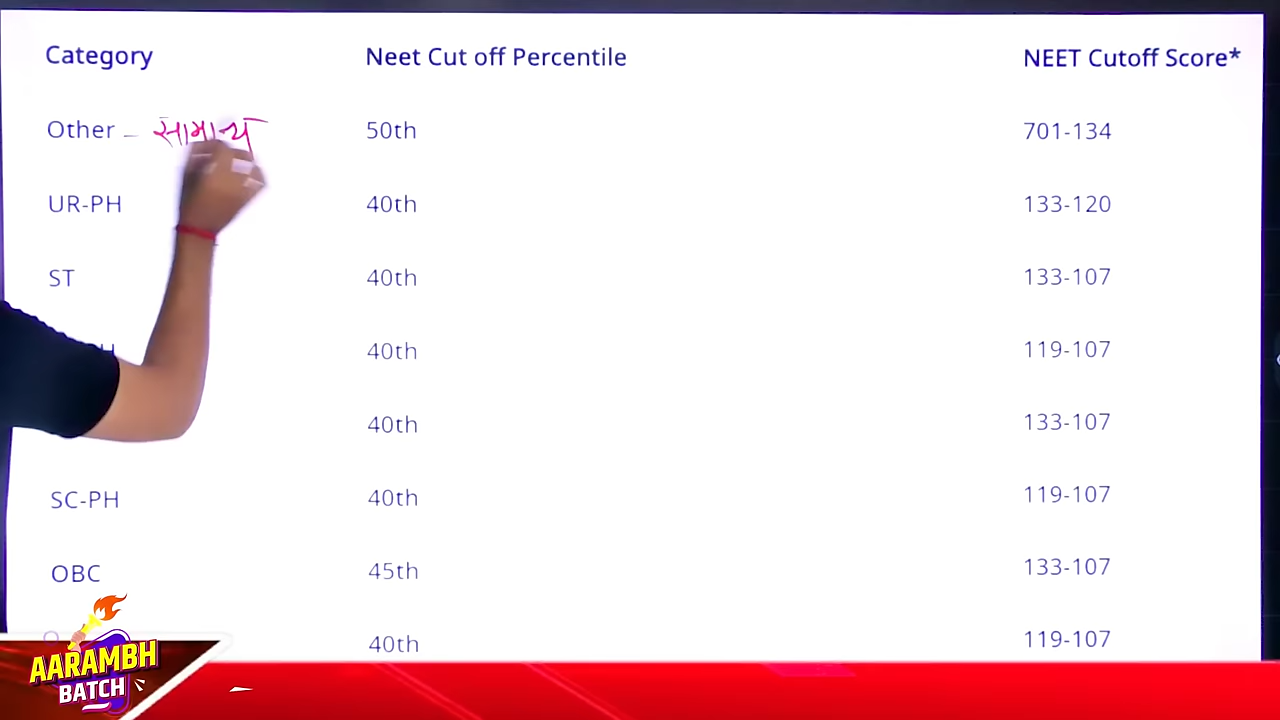 Category Neet Cut off Percentile NEET Cutoff Score*
Other – सामान्य 50th 701-134
UR-PH 40th 133-120
ST 40th 133-107
40th 119-107
40th 133-107
SC-PH 40th 119-107
OBC 45th 133-107
40th 119-107
AARAMBH
BATCH